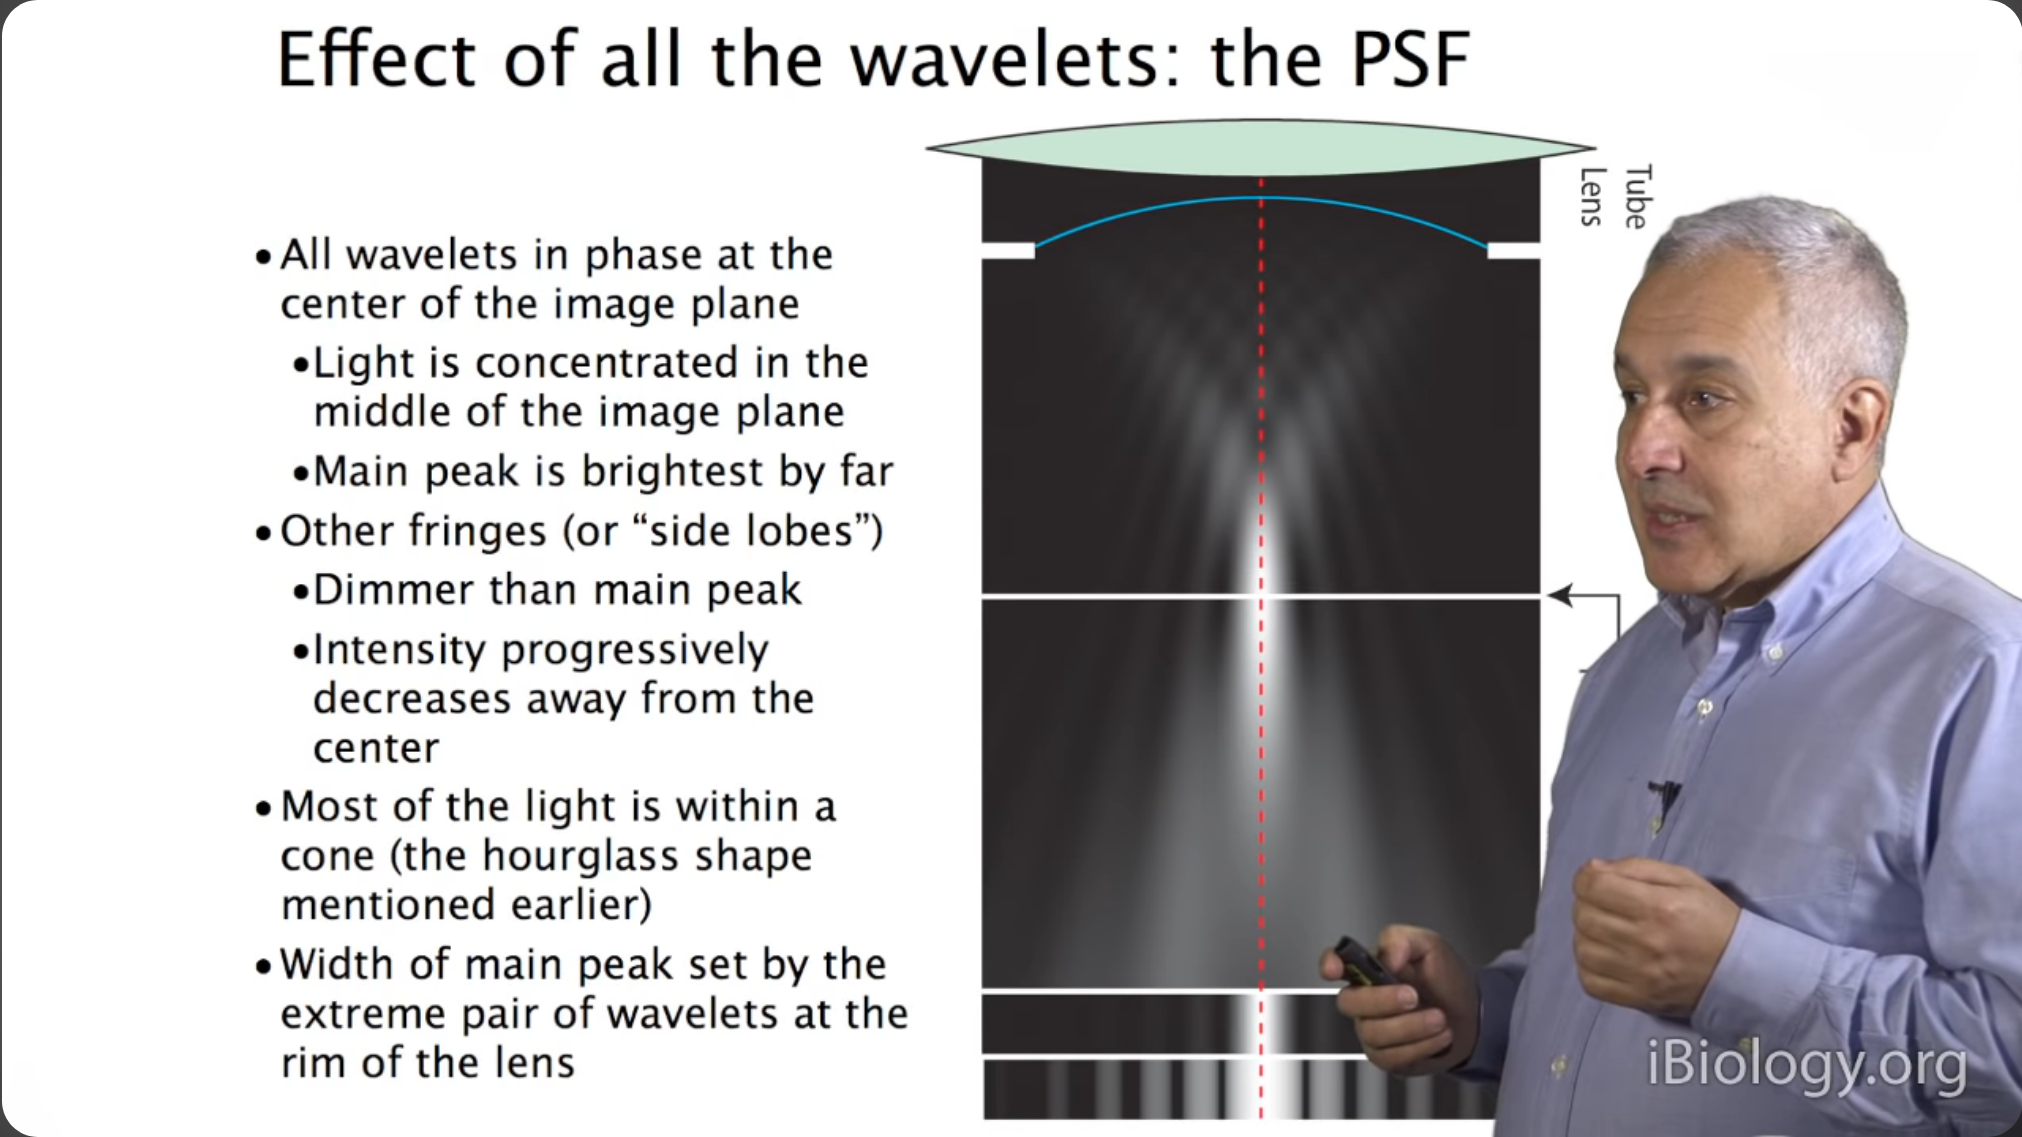 Effect of all the wavelets: the PSF
Tube
Lens
•All wavelets in phase at the
center of the image plane
•Light is concentrated in the
middle of the image plane
•Main peak is brightest by far
•Other fringes (or “side lobes”)
•Dimmer than main peak
•Intensity progressively
decreases away from the
center
•Most of the light is within a
cone (the hourglass shape
mentioned earlier)
•Width of main peak set by the
extreme pair of wavelets at the
rim of the lens
iBiology.org